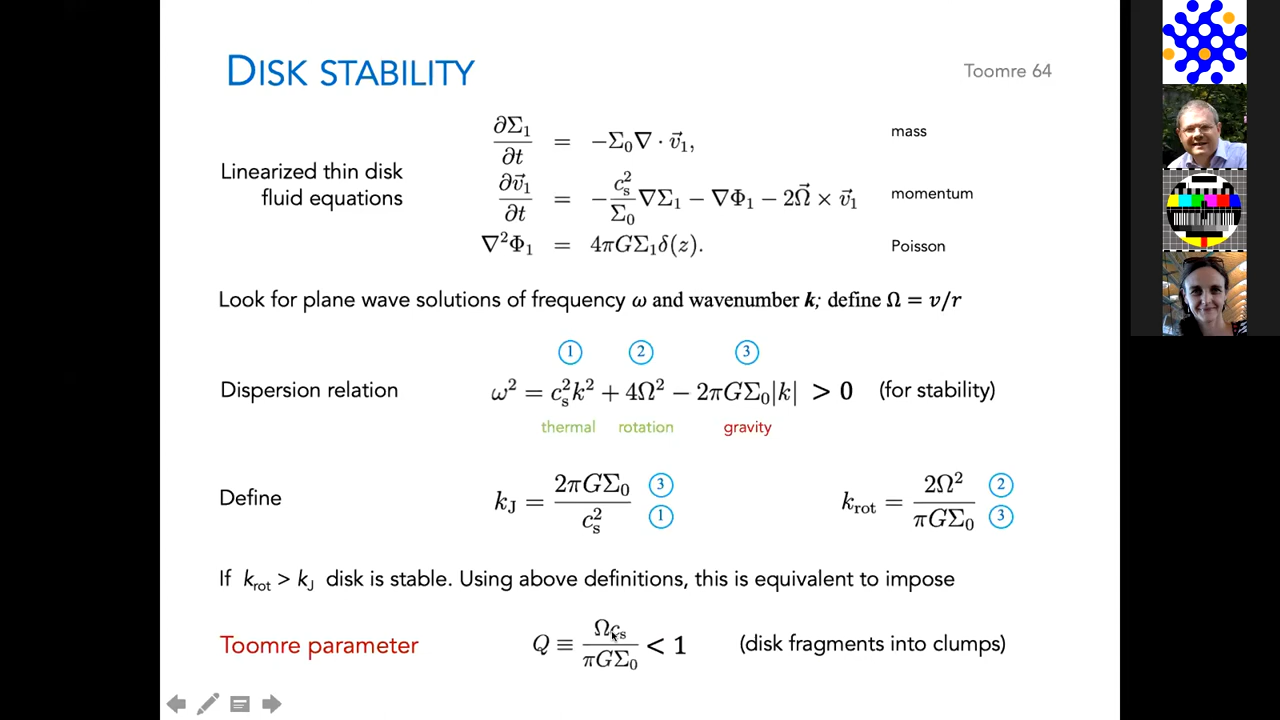 DISK STABILITY
Toomre 64
Linearized thin disk fluid equations
∂Σ₁/∂t = −Σ₀∇ · v⃗₁,
mass
∂v⃗₁/∂t = −(cₛ²/Σ₀)∇Σ₁ − ∇Φ₁ − 2Ω⃗ × v⃗₁
momentum
∇²Φ₁ = 4πGΣ₁δ(z).
Poisson
Look for plane wave solutions of frequency ω and wavenumber k; define Ω = v/r
1 2 3
Dispersion relation ω² = cₛ²k² + 4Ω² − 2πGΣ₀|k| > 0 (for stability)
thermal rotation gravity
Define k_J = 2πGΣ₀/cₛ² 3 1 k_rot = 2Ω²/πGΣ₀ 2 3
If k_rot > k_J disk is stable. Using above definitions, this is equivalent to impose
Toomre parameter Q ≡ Ωcₛ/πGΣ₀ < 1 (disk fragments into clumps)